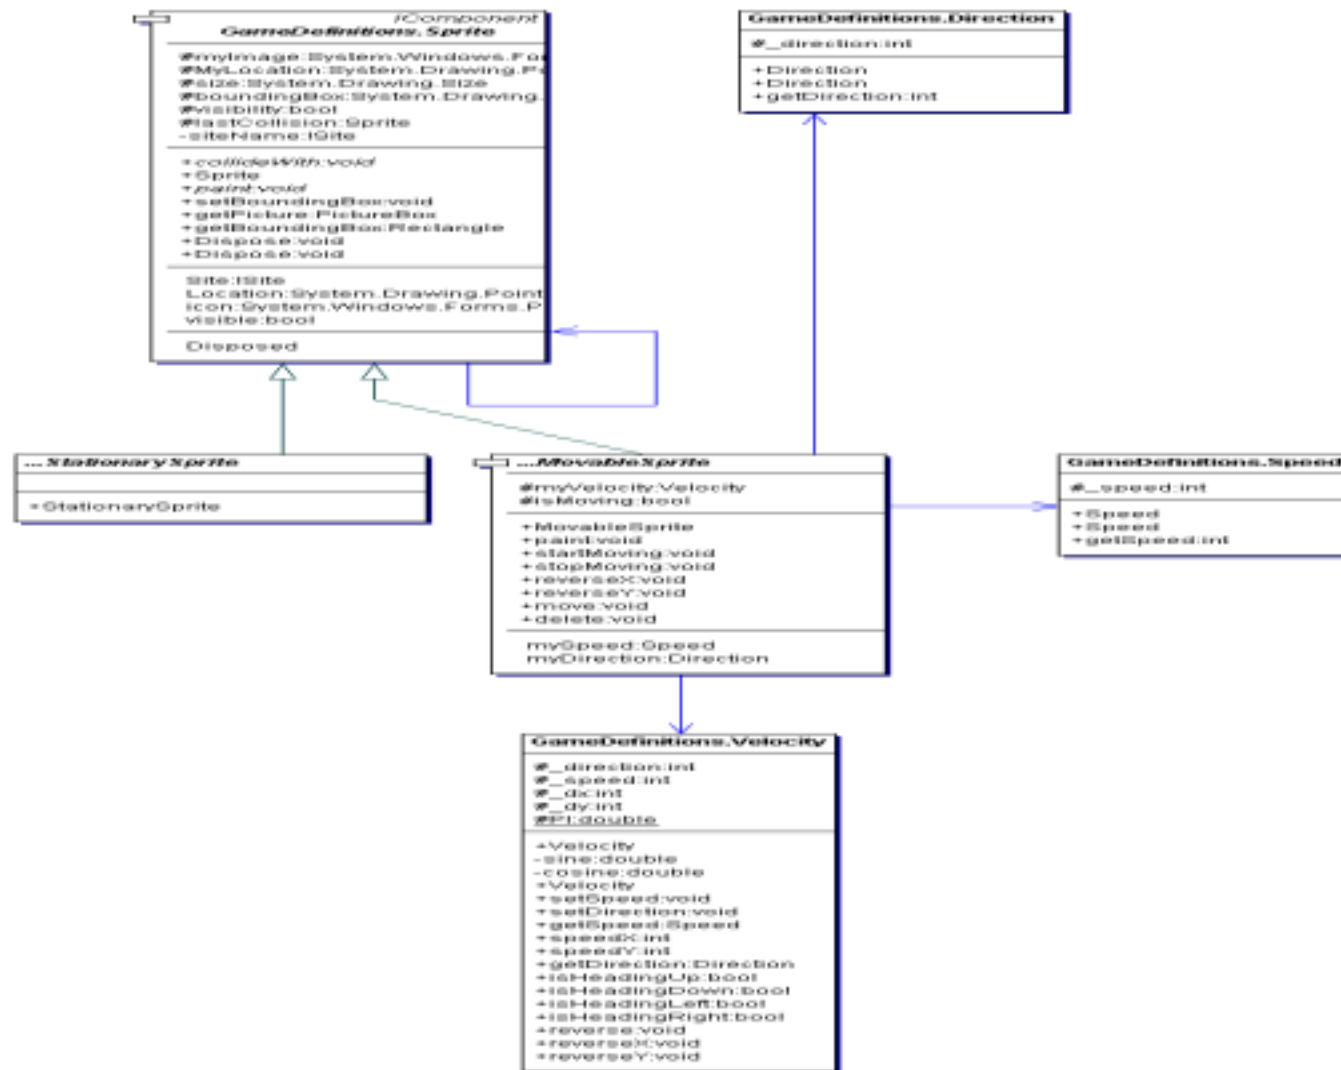 IComponent
GameDefinitions.Sprite
#myImage:System.Windows.For
#MyLocation:System.Drawing.Po
#size:System.Drawing.Size
#boundingBox:System.Drawing.
#visibility:bool
#lastCollision:Sprite
-siteName:ISite
+collideWith:void
+Sprite
+paint:void
+setBoundingBox:void
+getPicture:PictureBox
+getBoundingBox:Rectangle
+Dispose:void
+Dispose:void
Site:ISite
Location:System.Drawing.Point
icon:System.Windows.Forms.P
visible:bool
Disposed
GameDefinitions.Direction
#_direction:int
+Direction
+Direction
+getDirection:int
...StationarySprite
+StationarySprite
...MovableSprite
#myVelocity:Velocity
#isMoving:bool
+MovableSprite
+paint:void
+startMoving:void
+stopMoving:void
+reverseX:void
+reverseY:void
+move:void
+delete:void
mySpeed:Speed
myDirection:Direction
GameDefinitions.Speed
#_speed:int
+Speed
+Speed
+getSpeed:int
GameDefinitions.Velocity
#_direction:int
#_speed:int
#_dx:int
#_dy:int
#PI:double
+Velocity
-sine:double
-cosine:double
+Velocity
+setSpeed:void
+setDirection:void
+getSpeed:Speed
+speedX:int
+speedY:int
+getDirection:Direction
+isHeadingUp:bool
+isHeadingDown:bool
+isHeadingLeft:bool
+isHeadingRight:bool
+reverse:void
+reverseX:void
+reverseY:void